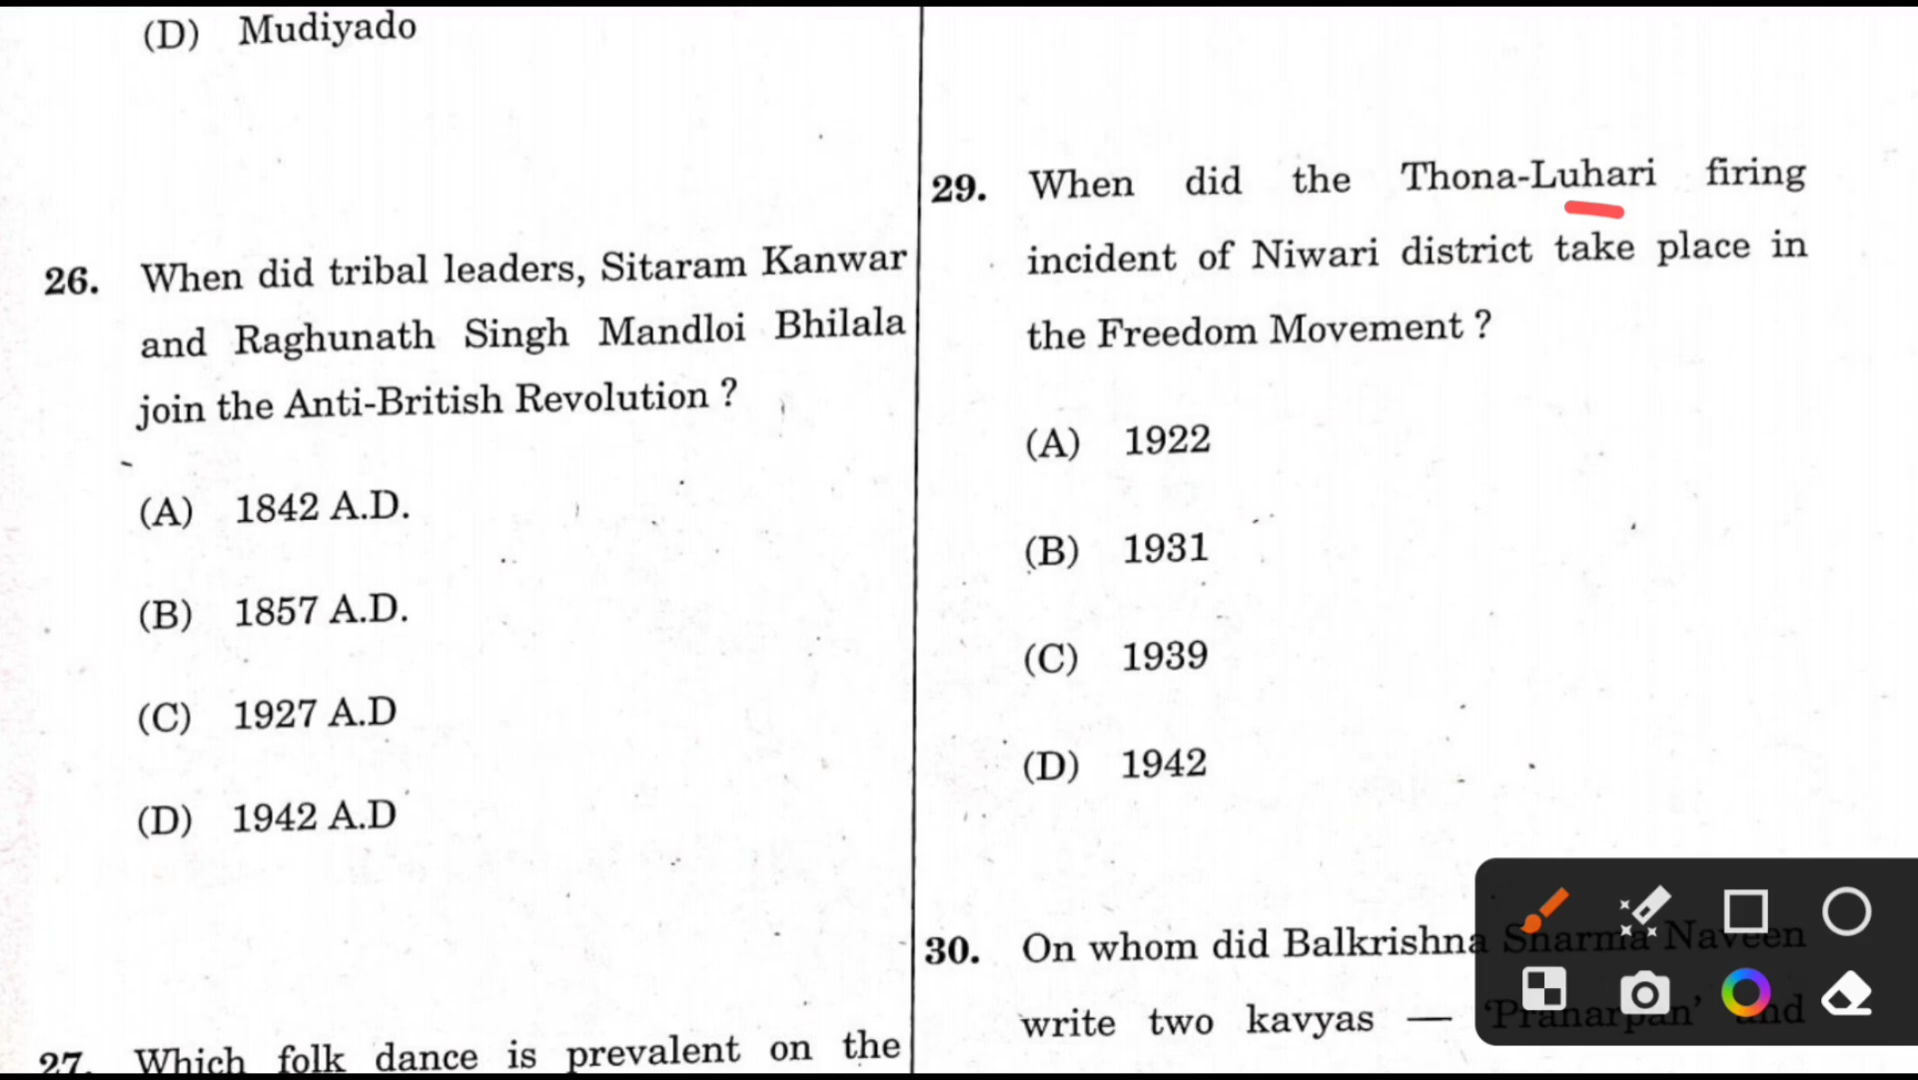 (D) Mudiyado
26. When did tribal leaders, Sitaram Kanwar
and Raghunath Singh Mandloi Bhilala
join the Anti-British Revolution ?
(A) 1842 A.D.
(B) 1857 A.D.
(C) 1927 A.D
(D) 1942 A.D
27. Which folk dance is prevalent on the
29. When did the Thona-Luhari firing
incident of Niwari district take place in
the Freedom Movement ?
(A) 1922
(B) 1931
(C) 1939
(D) 1942
30. On whom did Balkrishna Sharma Naveen
write two kavyas — 'Pranarpan' and